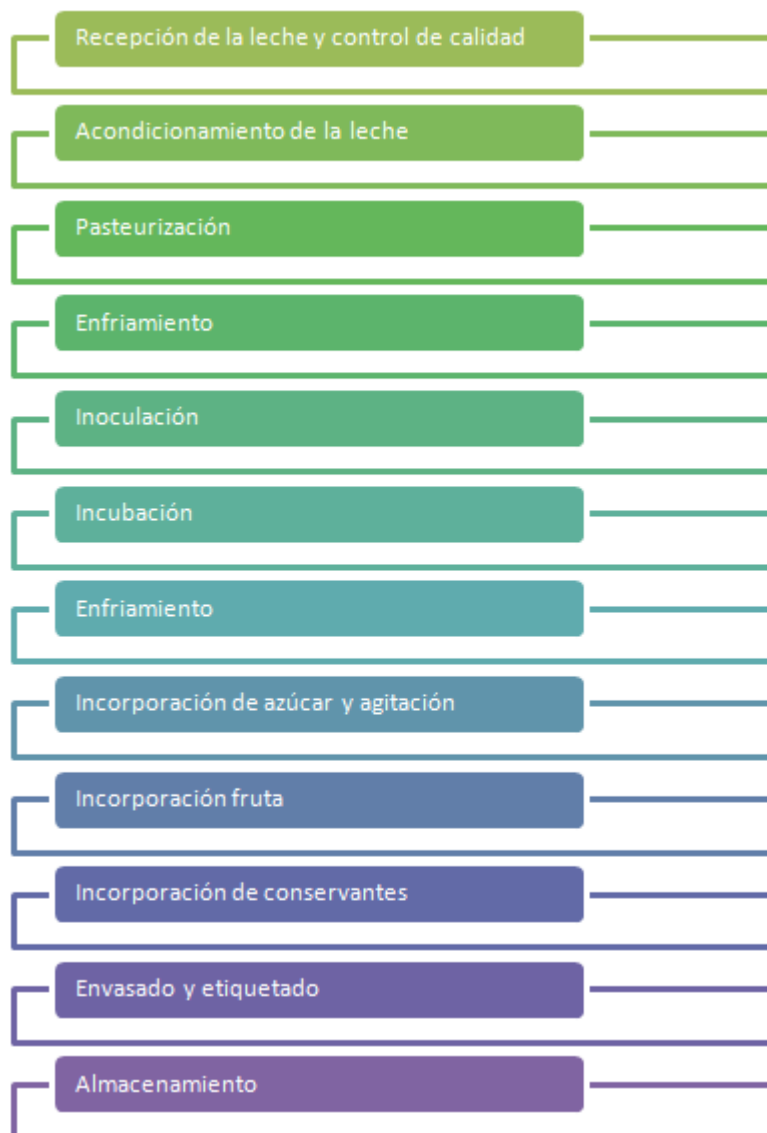 Recepción de la leche y control de calidad
Acondicionamiento de la leche
Pasteurización
Enfriamiento
Inoculación
Incubación
Enfriamiento
Incorporación de azúcar y agitación
Incorporación fruta
Incorporación de conservantes
Envasado y etiquetado
Almacenamiento